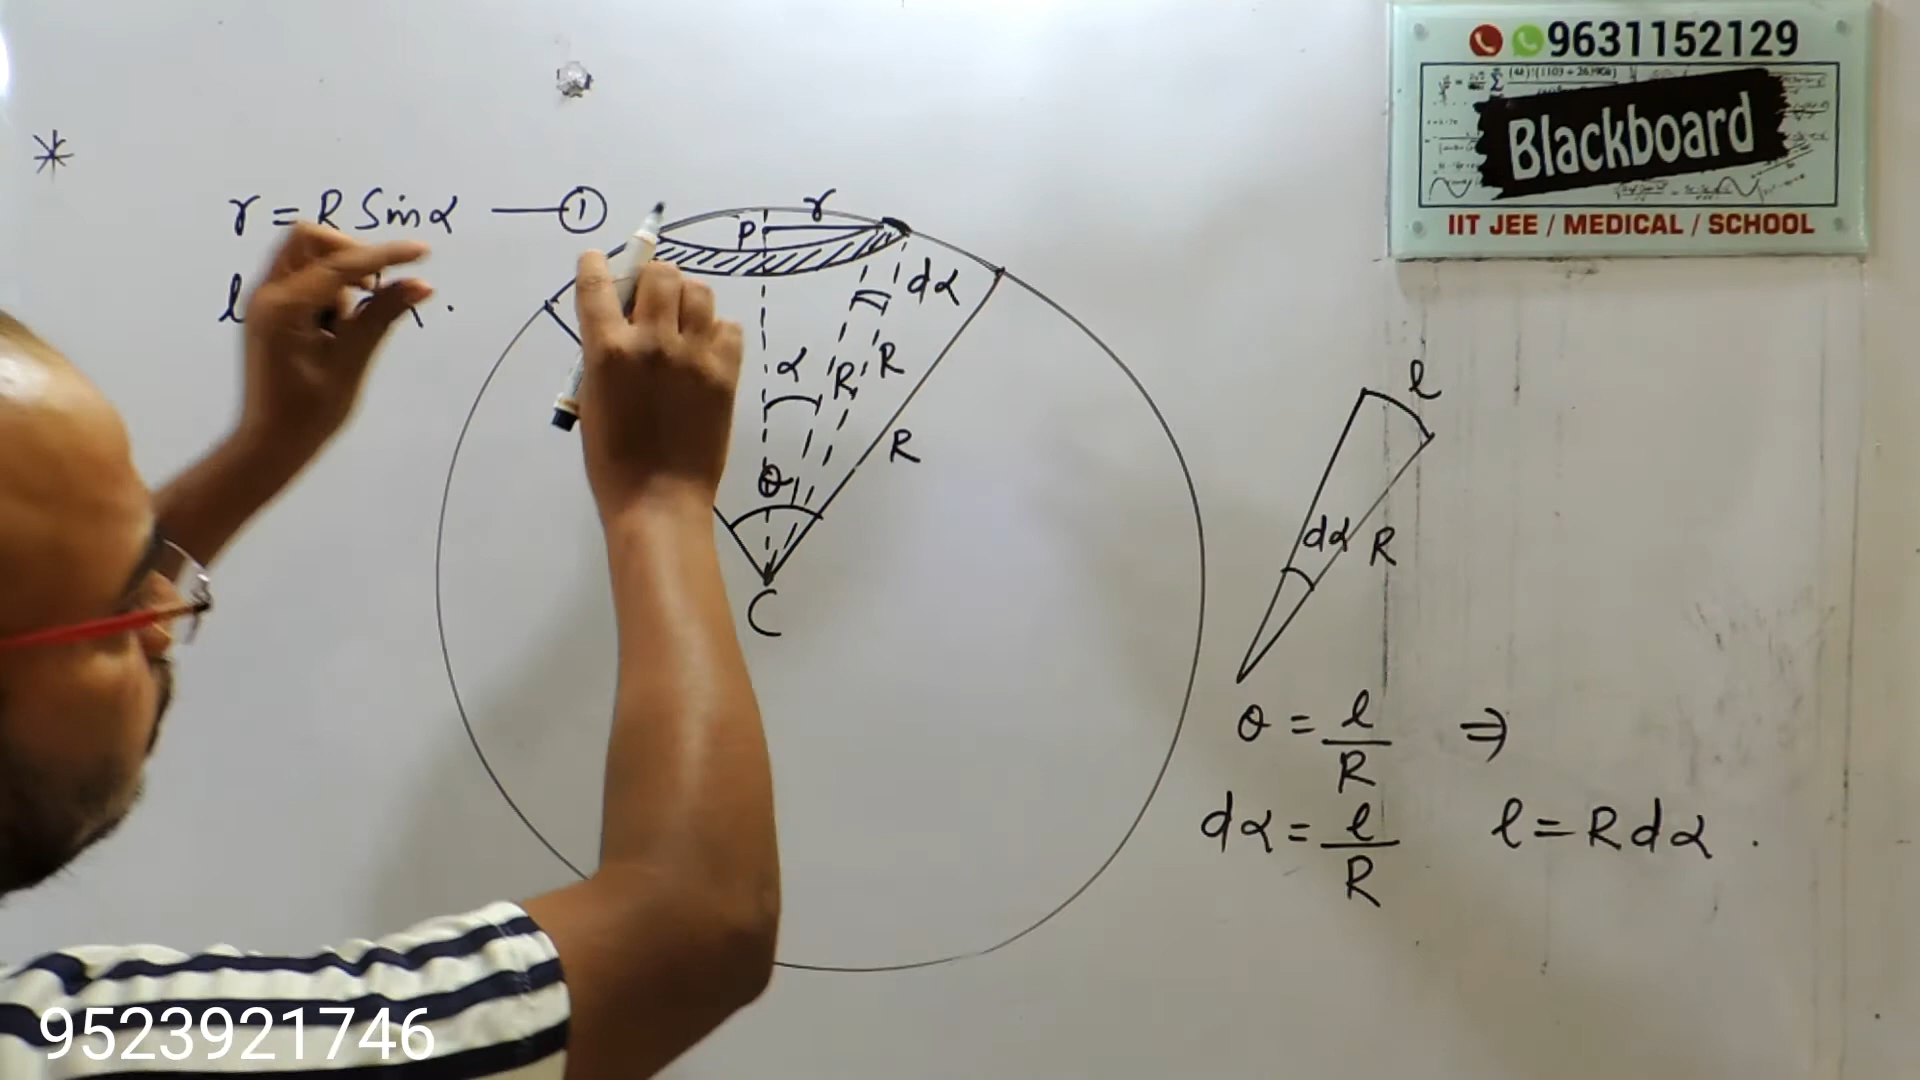 9631152129
Blackboard
IIT JEE / MEDICAL / SCHOOL
*
r = R Sin α — ①
l
P
r
dα
α
R
R
R
θ
C
l
dα
R
θ = l/R ⇒
dα = l/R
l = R dα .
9523921746